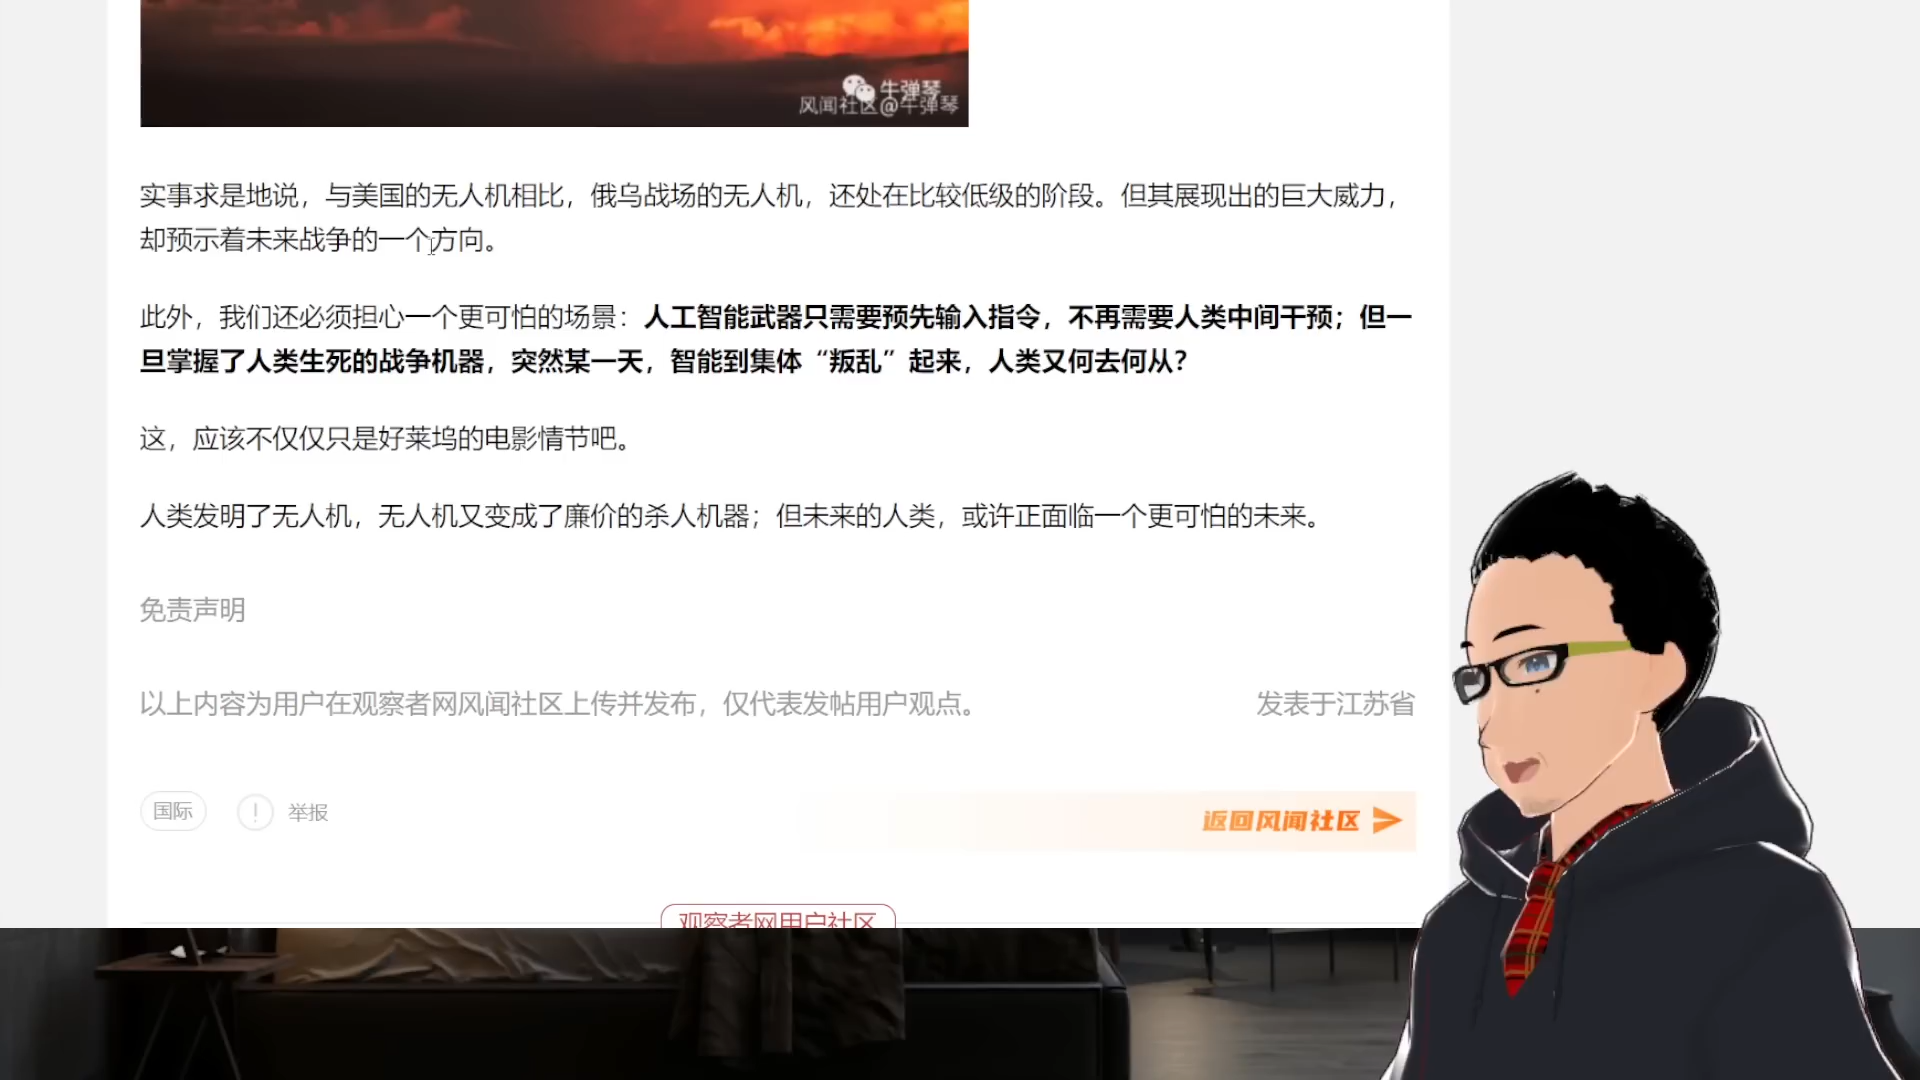 牛弹琴
风闻社区@牛弹琴
实事求是地说，与美国的无人机相比，俄乌战场的无人机，还处在比较低级的阶段。但其展现出的巨大威力，
却预示着未来战争的一个方向。
此外，我们还必须担心一个更可怕的场景：人工智能武器只需要预先输入指令，不再需要人类中间干预；但一
旦掌握了人类生死的战争机器，突然某一天，智能到集体“叛乱”起来，人类又何去何从？
这，应该不仅仅只是好莱坞的电影情节吧。
人类发明了无人机，无人机又变成了廉价的杀人机器；但未来的人类，或许正面临一个更可怕的未来。
免责声明
以上内容为用户在观察者网风闻社区上传并发布，仅代表发帖用户观点。
发表于江苏省
国际
! 举报
返回风闻社区
观察者网用户社区